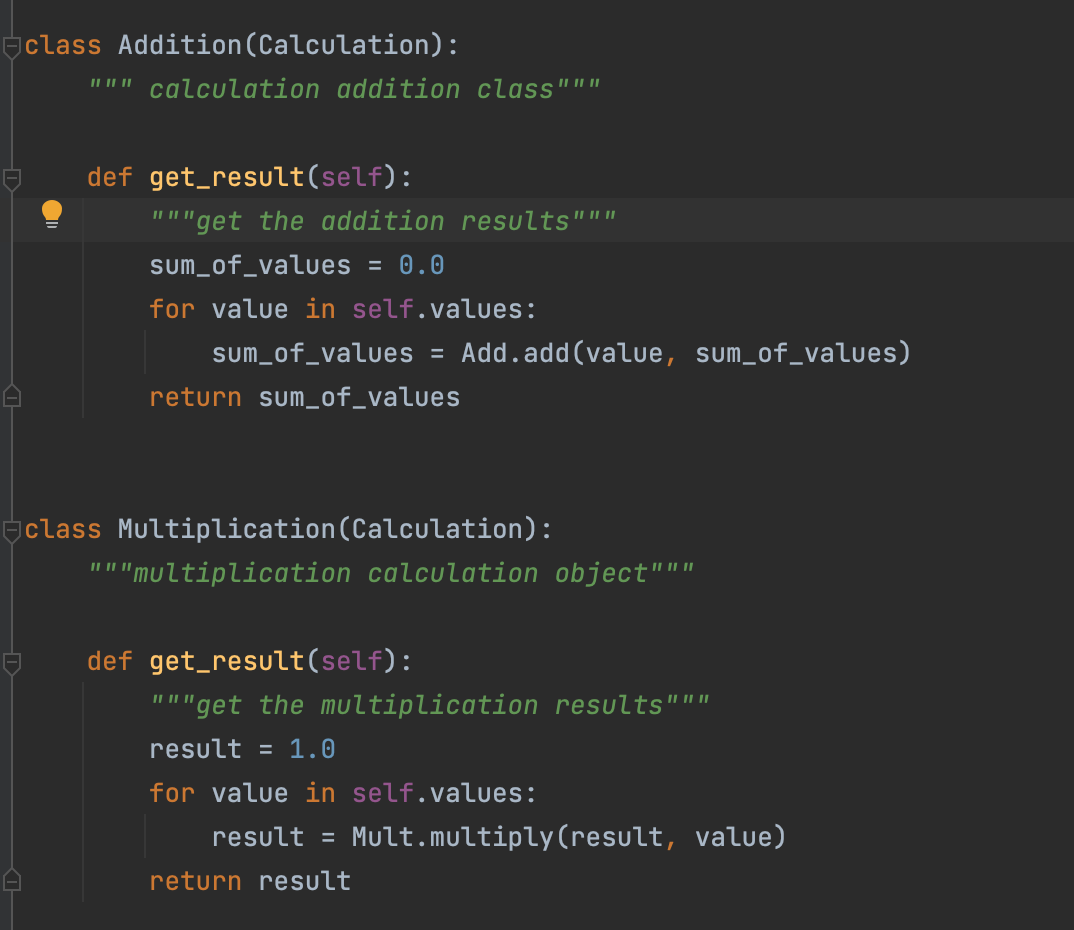 class Addition(Calculation):
    """ calculation addition class"""
    def get_result(self):
        """get the addition results"""
        sum_of_values = 0.0
        for value in self.values:
            sum_of_values = Add.add(value, sum_of_values)
        return sum_of_values
class Multiplication(Calculation):
    """multiplication calculation object"""
    def get_result(self):
        """get the multiplication results"""
        result = 1.0
        for value in self.values:
            result = Mult.multiply(result, value)
        return result